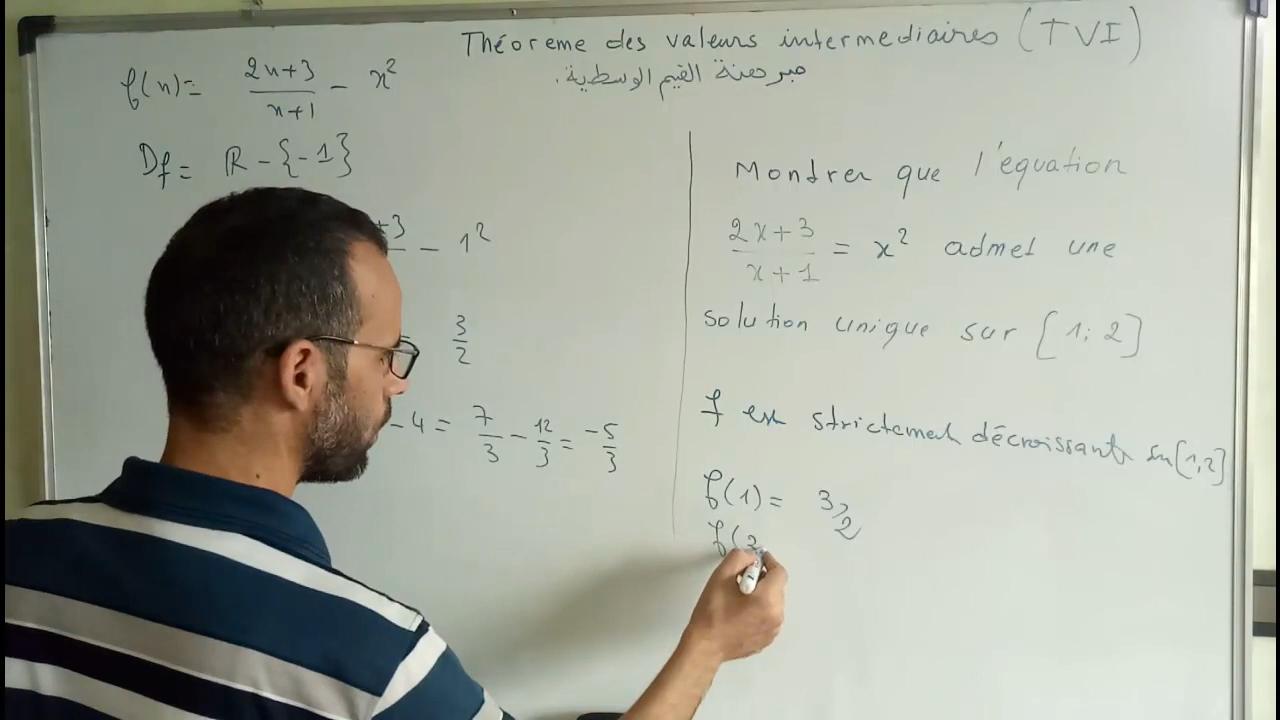 Théoreme des valeurs intermediaires (TVI)
مبرهنة القيم الوسطية.
f(x) = (2x+3)/(x+1) - x²
Df = R - {-1}
+3 - 1²
3/2
- 4 = 7/3 - 12/3 = -5/3
Montrer que l'équation
(2x+3)/(x+1) = x² admet une
solution unique sur [1; 2]
f est strictement décroissante sur [1,2]
f(1) = 3/2
f(2